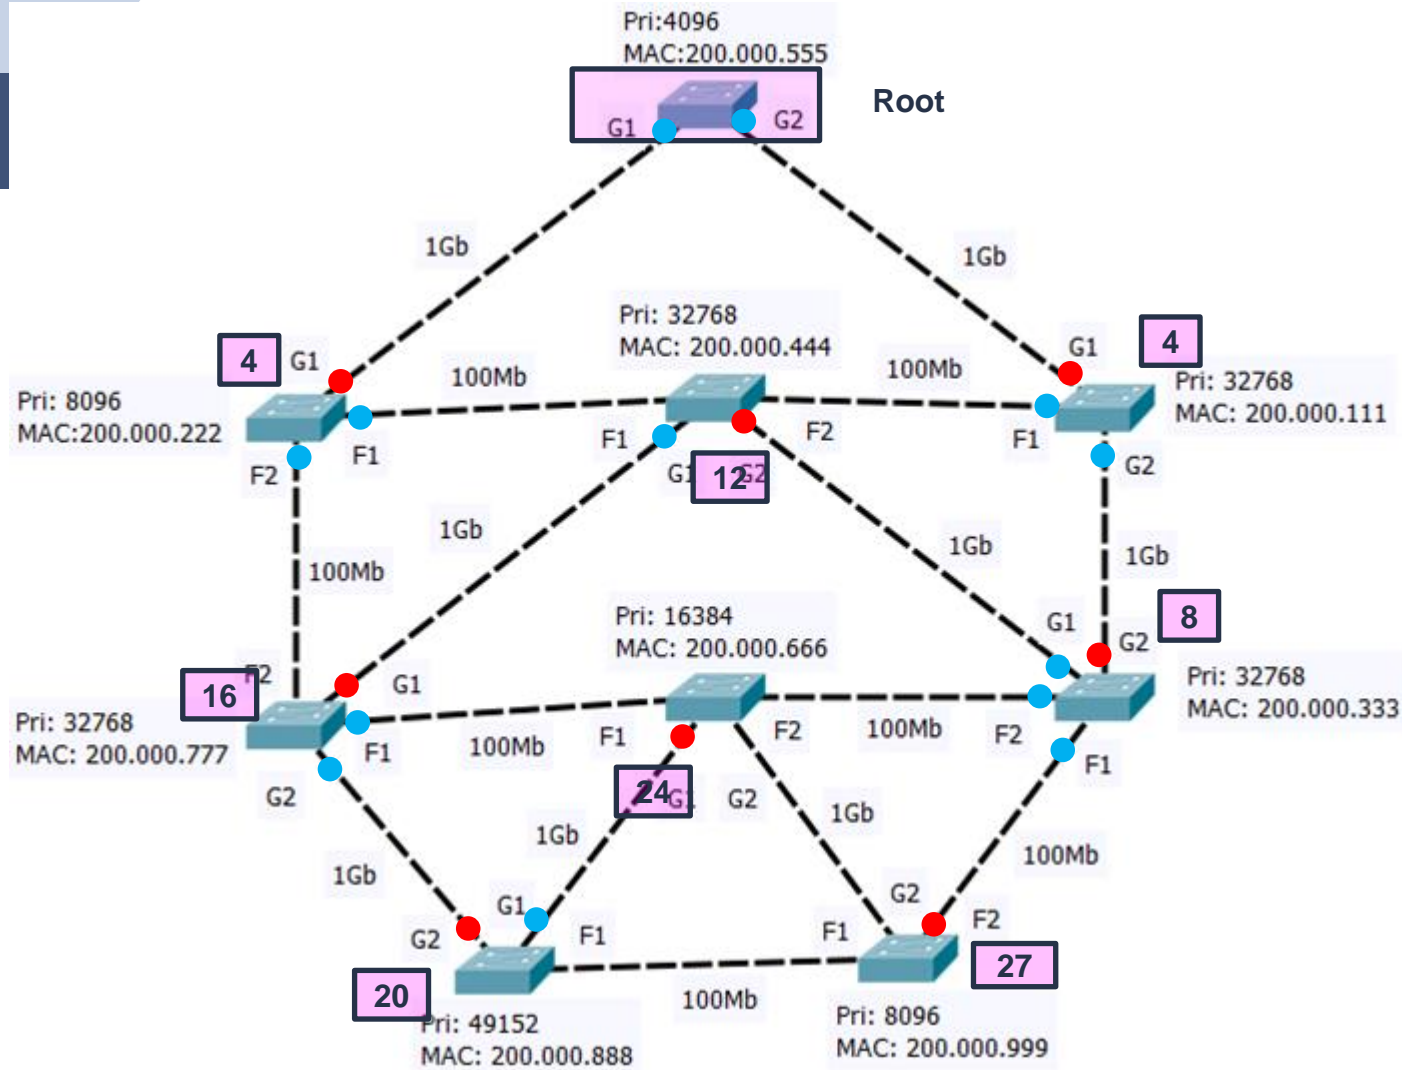 Pri:4096
MAC:200.000.555
Root
G1
G2
1Gb
1Gb
Pri: 32768
MAC: 200.000.444
4
G1
100Mb
100Mb
G1
4
Pri: 8096
MAC:200.000.222
Pri: 32768
MAC: 200.000.111
F2
F1
F1
G1
12
G2
F2
F1
G2
1Gb
1Gb
100Mb
1Gb
Pri: 16384
MAC: 200.000.666
8
G1
G2
F2
16
G1
Pri: 32768
MAC: 200.000.333
Pri: 32768
MAC: 200.000.777
F1
100Mb
F1
F2
100Mb
F2
F1
G2
24
G1
G2
1Gb
1Gb
1Gb
100Mb
G2
G1
F1
F1
G2
F2
20
100Mb
27
Pri: 49152
MAC: 200.000.888
Pri: 8096
MAC: 200.000.999